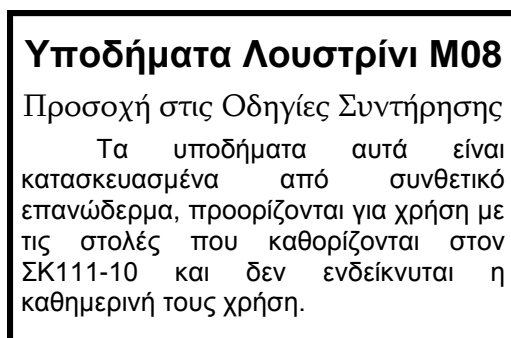 Υποδήματα Λουστρίνι Μ08
Προσοχή στις Οδηγίες Συντήρησης
Τα υποδήματα αυτά είναι
κατασκευασμένα από συνθετικό
επανώδερμα, προορίζονται για χρήση με
τις στολές που καθορίζονται στον
ΣΚ111-10 και δεν ενδείκνυται η
καθημερινή τους χρήση.